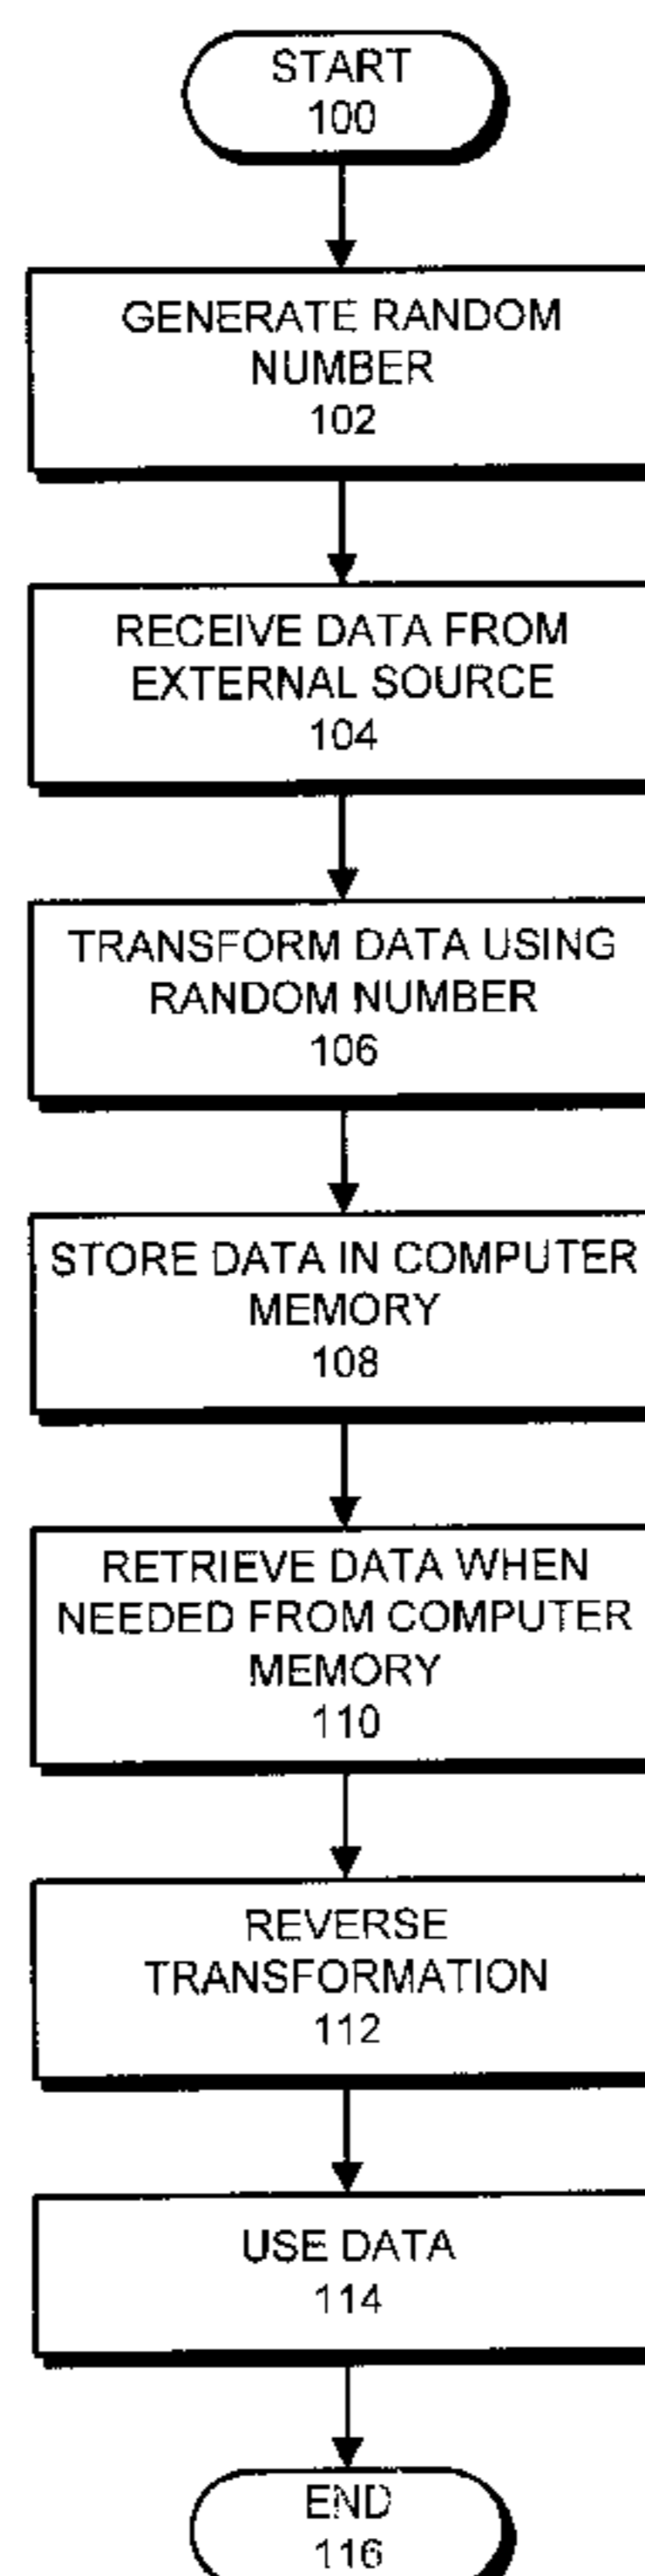 START
100
GENERATE RANDOM
NUMBER
102
RECEIVE DATA FROM
EXTERNAL SOURCE
104
TRANSFORM DATA USING
RANDOM NUMBER
106
STORE DATA IN COMPUTER
MEMORY
108
RETRIEVE DATA WHEN
NEEDED FROM COMPUTER
MEMORY
110
REVERSE
TRANSFORMATION
112
USE DATA
114
END
116